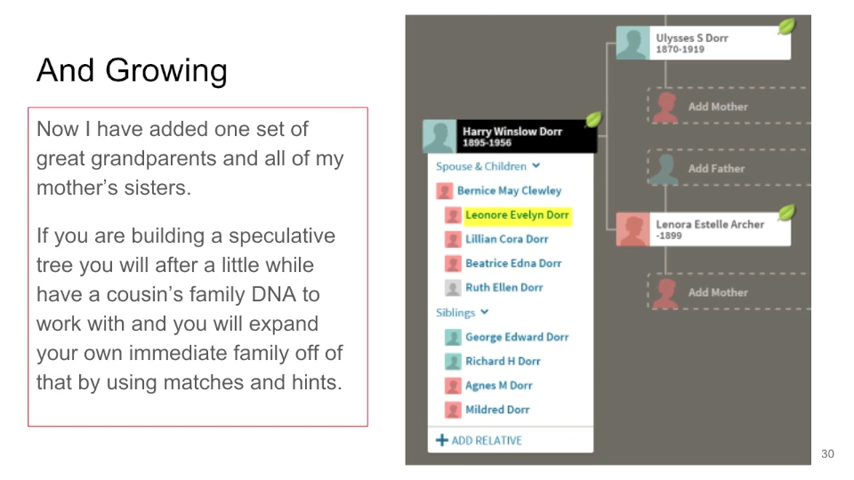 And Growing
Now I have added one set of
great grandparents and all of my
mother's sisters.
If you are building a speculative
tree you will after a little while
have a cousin's family DNA to
work with and you will expand
your own immediate family off of
that by using matches and hints.
Ulysses S Dorr
1870-1919
Add Mother
Harry Winslow Dorr
1895-1956
Spouse & Children
Bernice May Clewley
Leonore Evelyn Dorr
Lillian Cora Dorr
Beatrice Edna Dorr
Ruth Ellen Dorr
Siblings
George Edward Dorr
Richard H Dorr
Agnes M Dorr
Mildred Dorr
+ ADD RELATIVE
Add Father
Lenora Estelle Archer
-1899
Add Mother
30